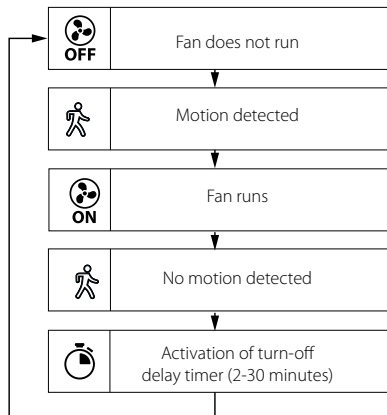 OFF
Fan does not run
Motion detected
ON
Fan runs
No motion detected
Activation of turn-off
delay timer (2-30 minutes)